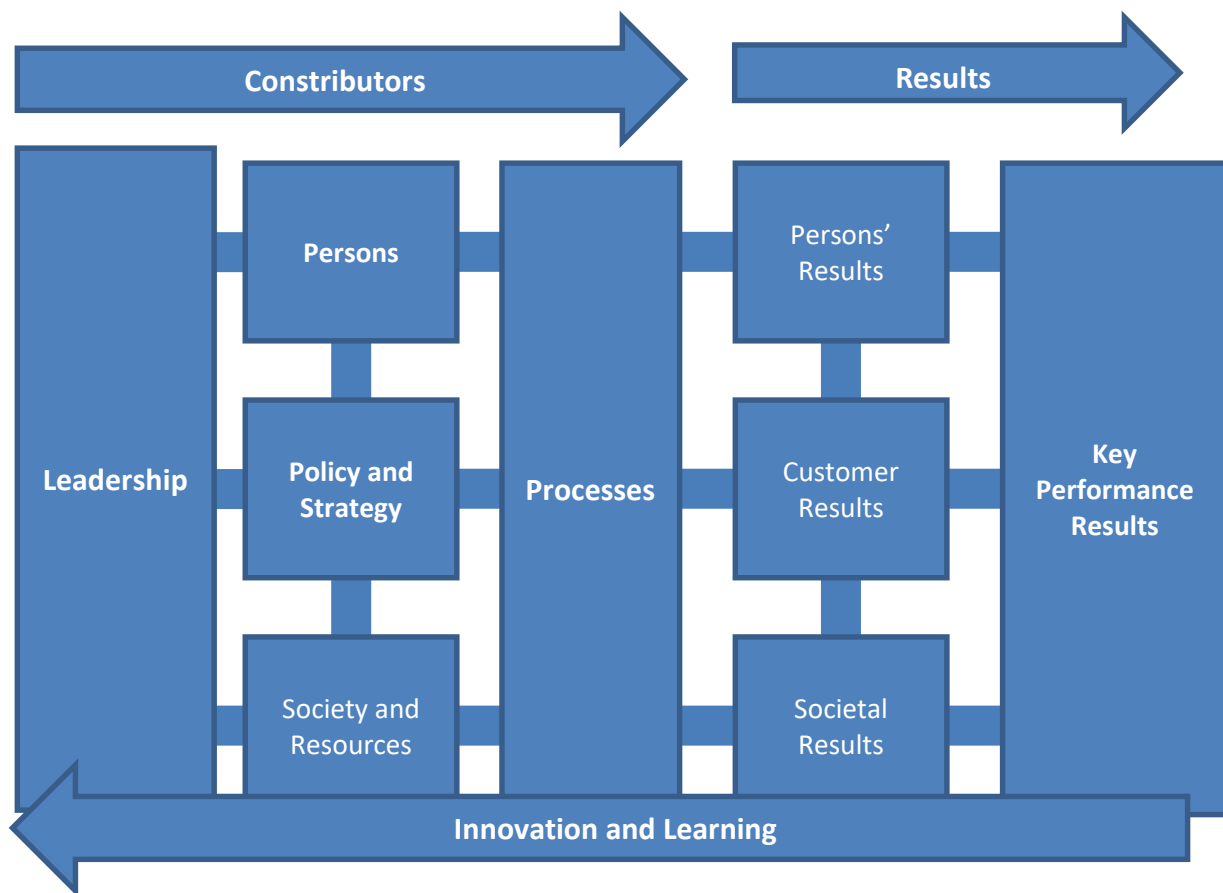 Constributors
Results
Leadership
Persons
Policy and
Strategy
Society and
Resources
Processes
Persons’
Results
Customer
Results
Societal
Results
Key
Performance
Results
Innovation and Learning